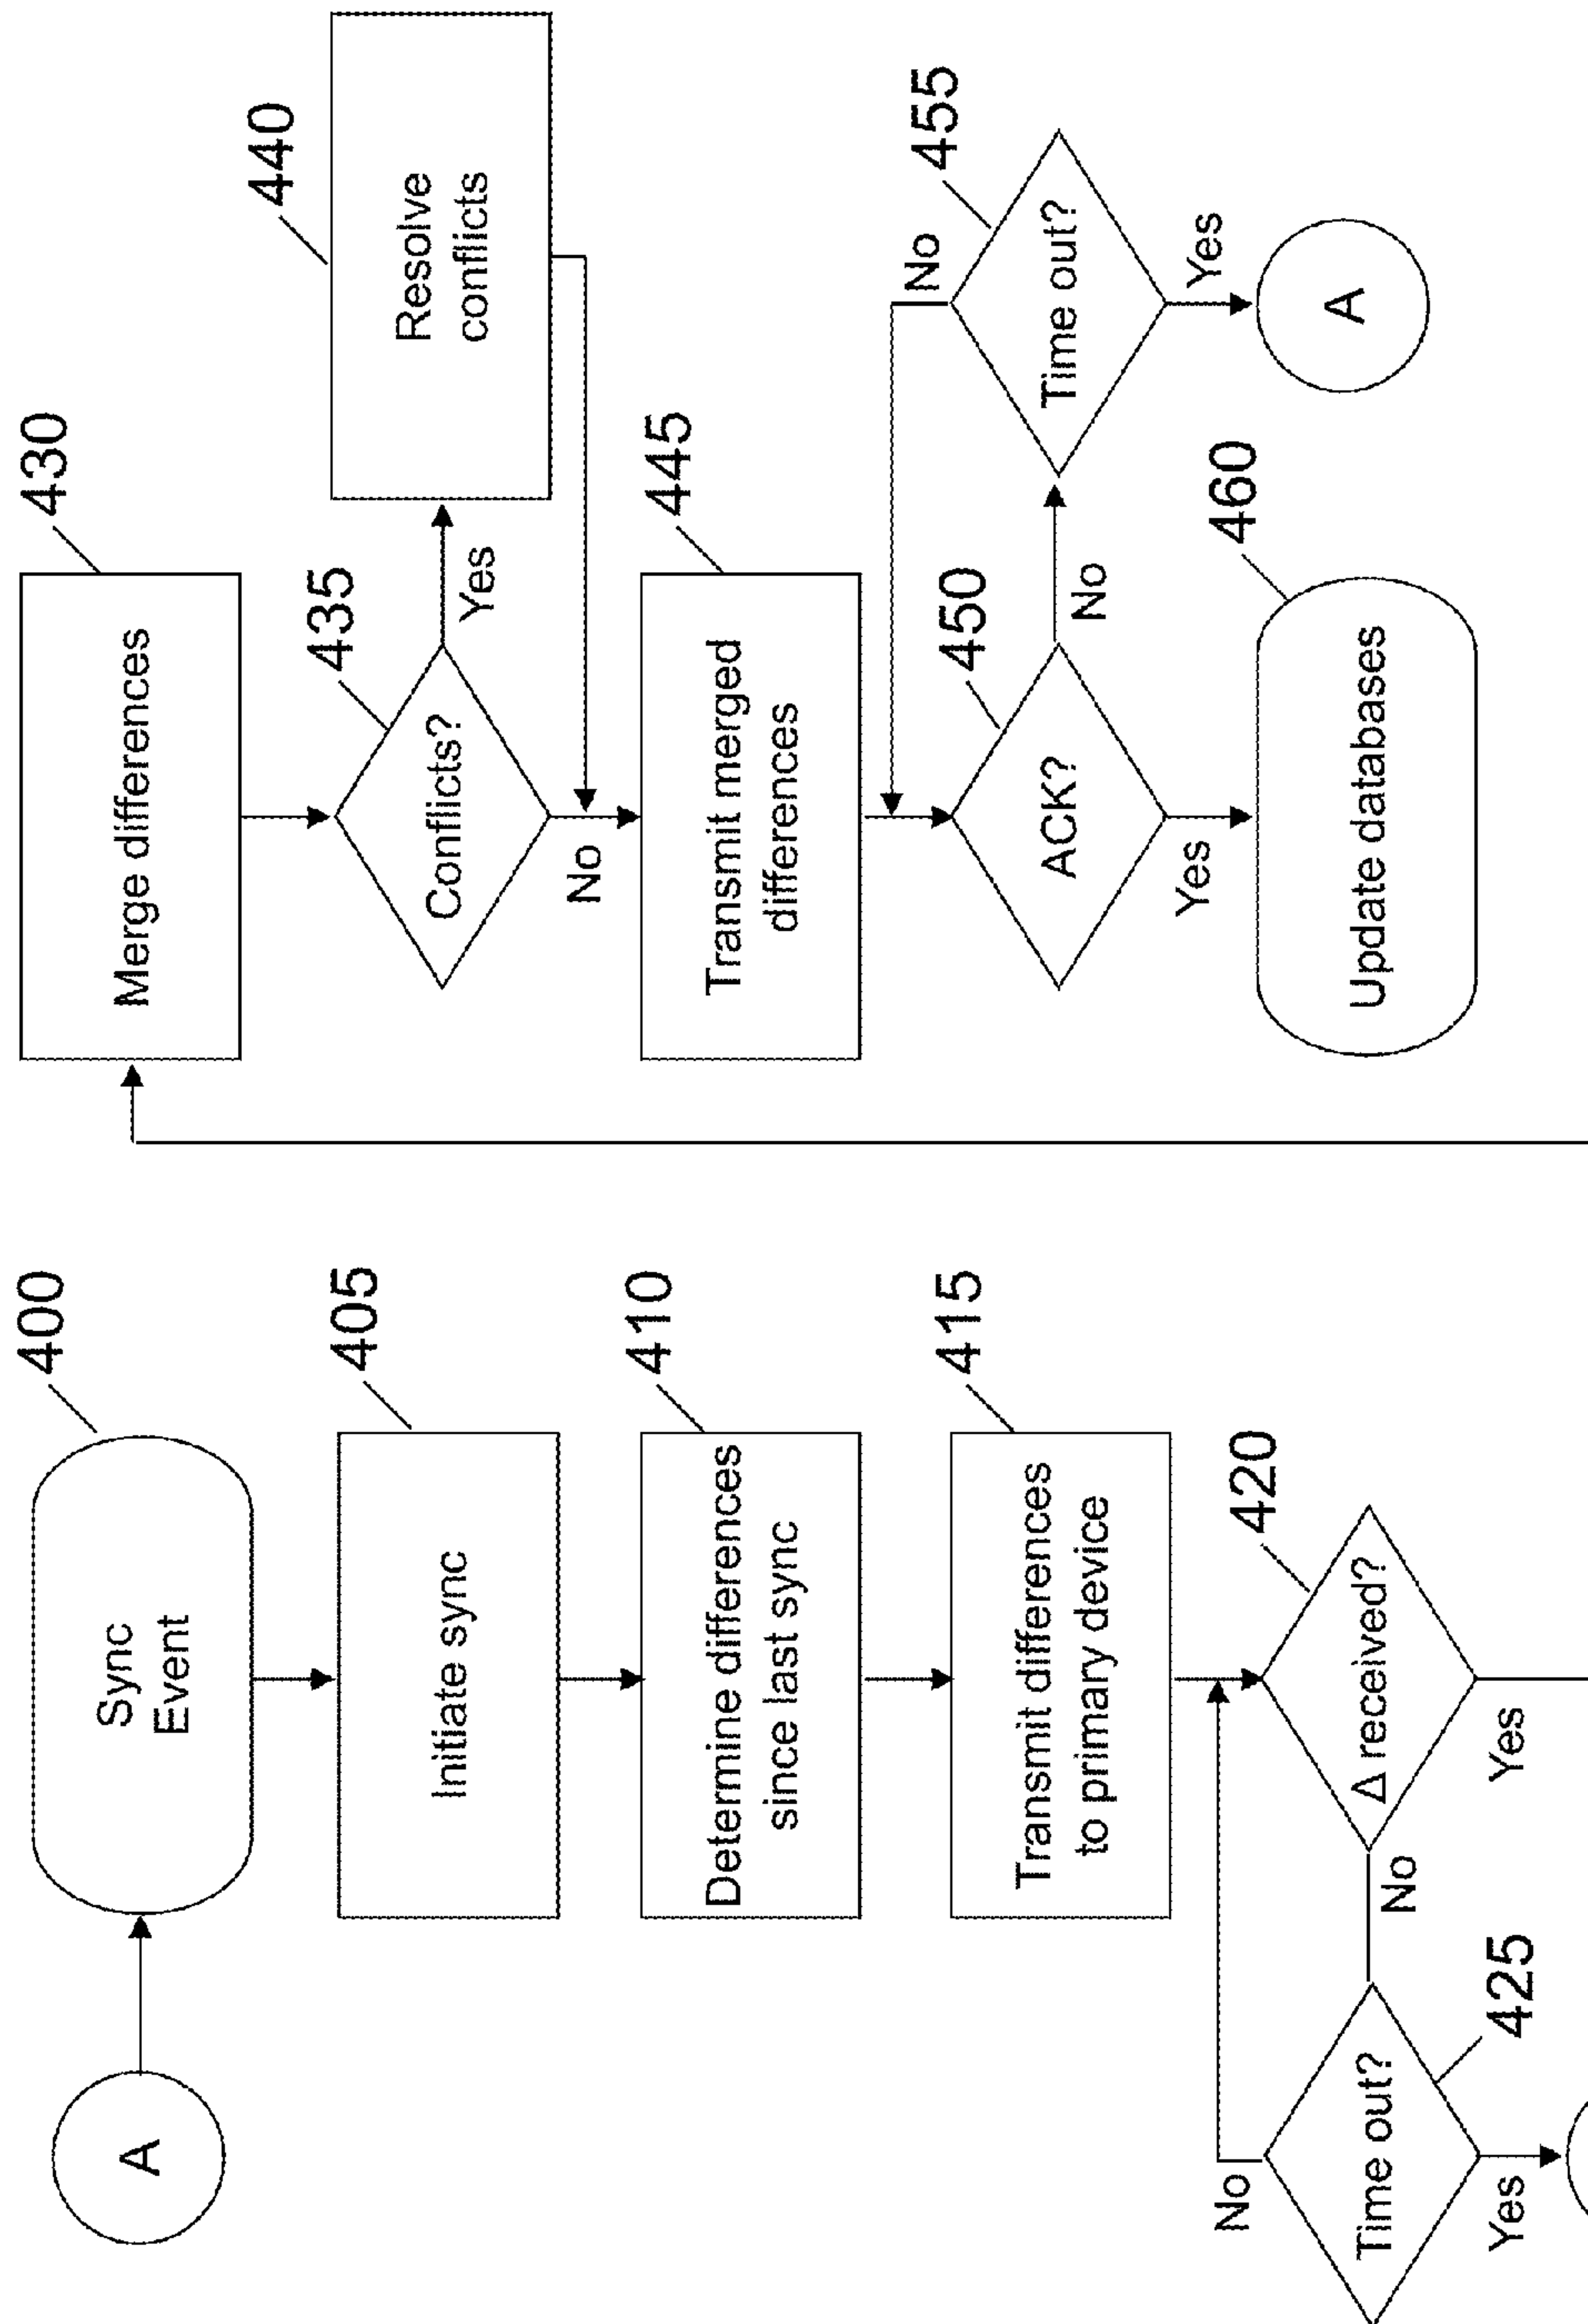 A
Sync
Event
400
Initiate sync
405
Determine differences
since last sync
410
Transmit differences
to primary device
415
Δ received?
420
No
Yes
Time out?
425
No
Yes
Merge differences
430
Conflicts?
435
Yes
No
Resolve
conflicts
440
Transmit merged
differences
445
ACK?
450
No
Yes
Time out?
455
No
Yes
A
Update databases
460